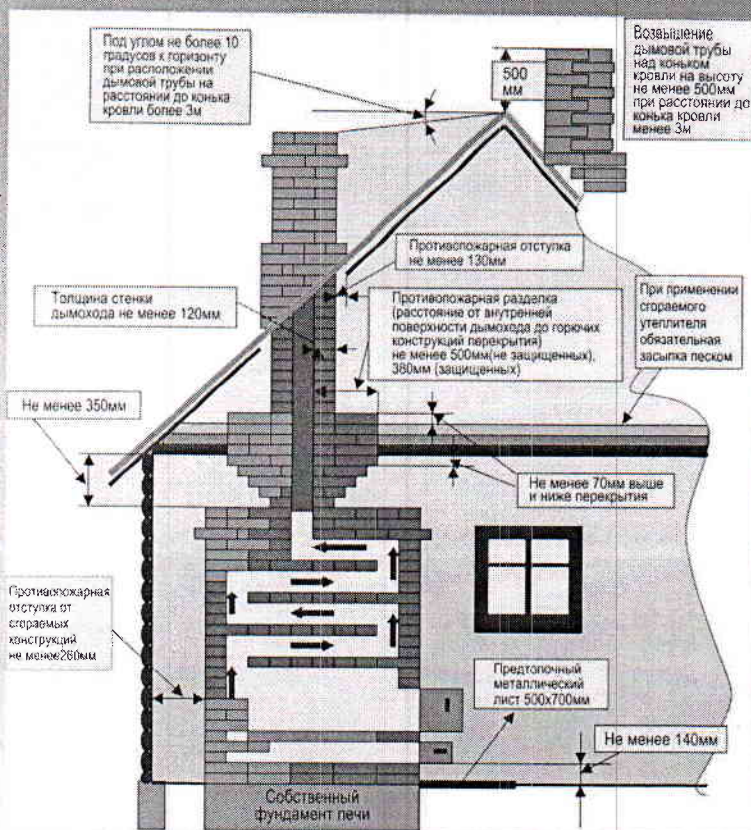 Под углом не более 10
градусов к горизонту
при расположении
дымовой трубы на
расстоянии до конька
кровли более 3м
500
мм
Возвышение
дымовой трубы
над коньком
кровли на высоту
не менее 500мм
при расстоянии до
конька кровли
менее 3м
Противопожарная отступка
не менее 130мм
Толщина стенки
дымохода не менее 120мм
Противопожарная разделка
(расстояние от внутренней
поверхности дымохода до горючих
конструкций перекрытия)
не менее 500мм(не защищенных),
380мм (защищенных)
При применении
сгораемого
утеплителя
обязательная
засыпка песком
Не менее 350мм
Не менее 70мм выше
и ниже перекрытия
Противопожарная
отступка от
сгораемых
конструкций
не менее260мм
Предтопочный
металлический
лист 500х700мм
Не менее 140мм
Собственный
фундамент печи